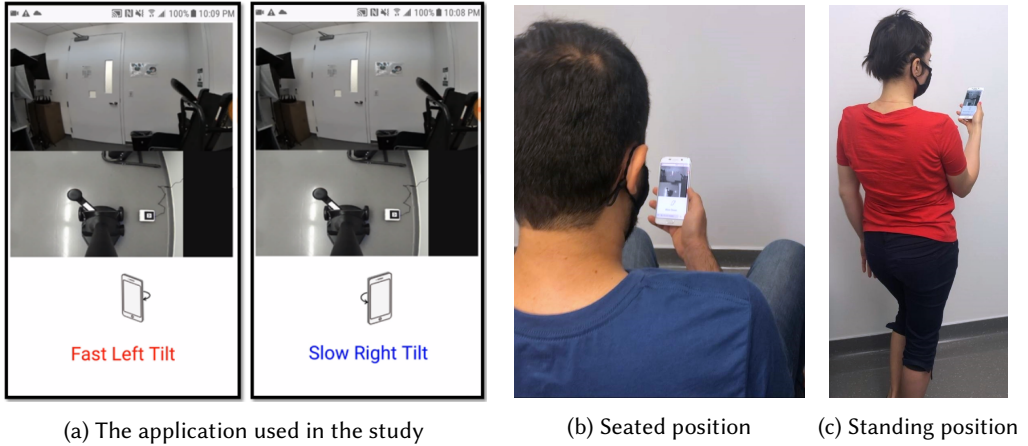 100% 10:09 PM
100% 10:08 PM
Fast Left Tilt
Slow Right Tilt
(a) The application used in the study
(b) Seated position
(c) Standing position